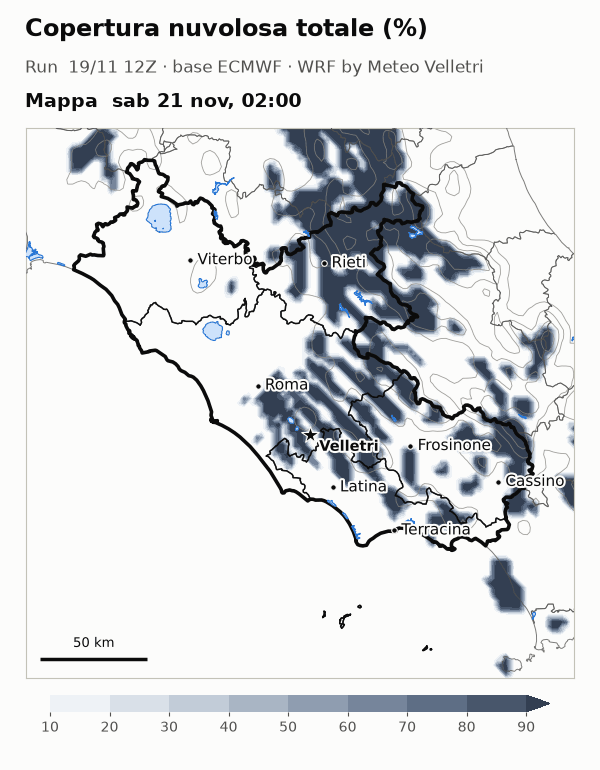 Copertura nuvolosa totale (%)
Run  19/11 12Z · base ECMWF · WRF by Meteo Velletri
Mappa  sab 21 nov, 02:00
Viterbo
Rieti
Roma
Velletri
Frosinone
Latina
Cassino
Terracina
50 km
10 20 30 40 50 60 70 80 90